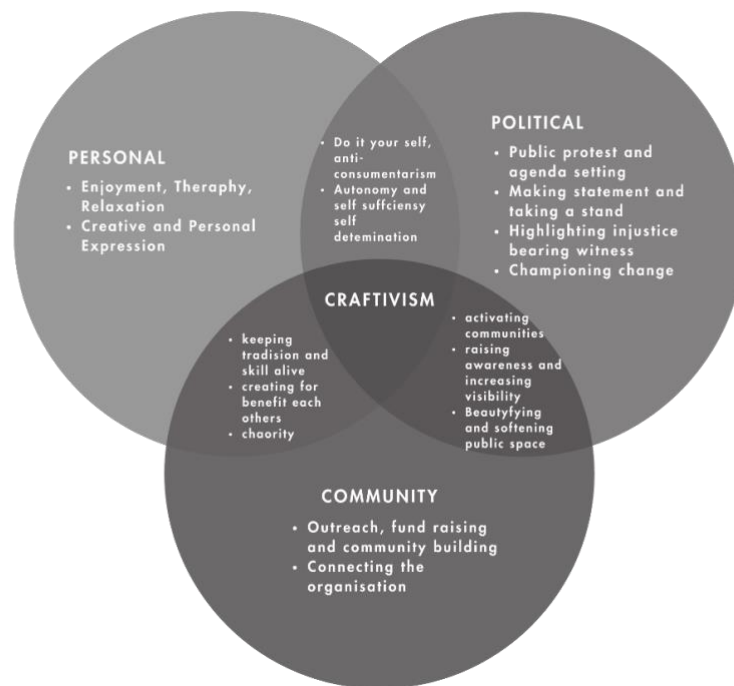 PERSONAL
• Enjoyment, Theraphy,
Relaxation
• Creative and Personal
Expression
• Do it your self,
anti-
consumentarism
• Autonomy and
self suffciensy
self
detemination
POLITICAL
• Public protest and
agenda setting
• Making statement and
taking a stand
• Highlighting injustice
bearing witness
• Championing change
CRAFTIVISM
• keeping
tradision and
skill alive
• creating for
benefit each
others
• chaority
• activating
communities
• raising
awareness and
increasing
visibility
• Beautyfying
and softening
public space
COMMUNITY
• Outreach, fund raising
and community building
• Connecting the
organisation